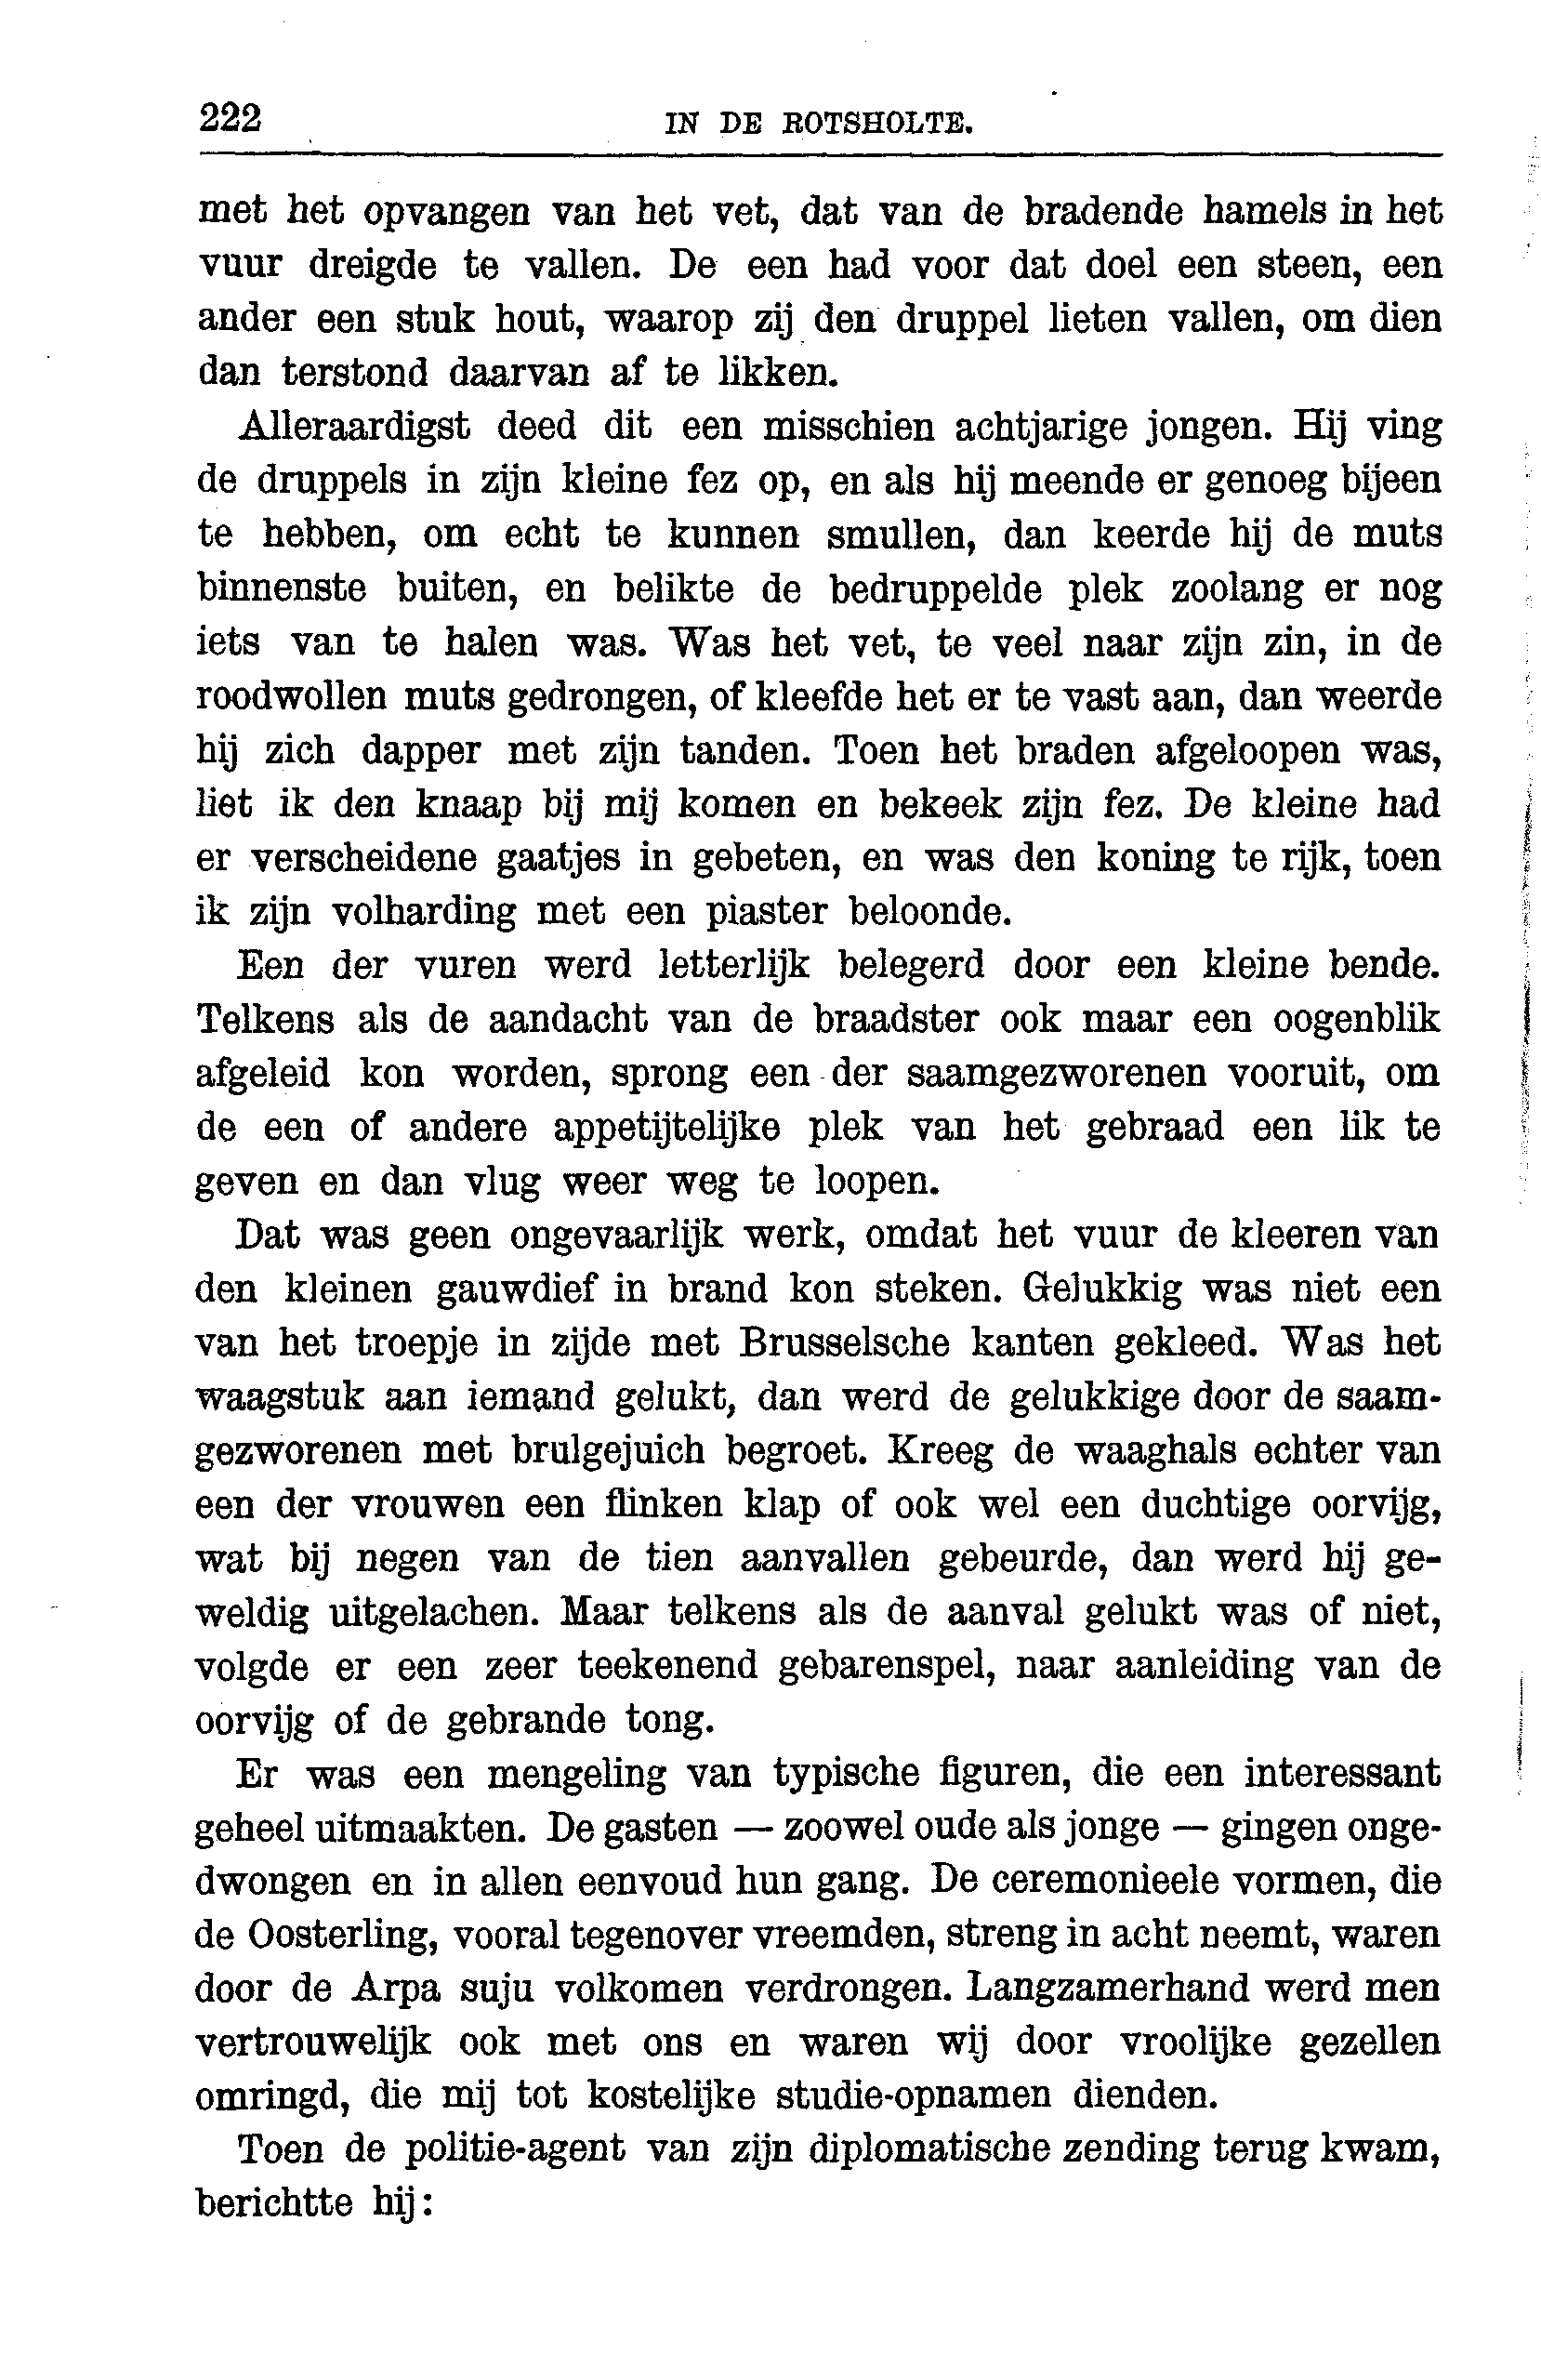 222
IN DE ROTSHOLTE.
met het opvangen van het vet, dat van de bradende hamels in het
vuur dreigde te vallen. De een had voor dat doel een steen, een
ander een stuk hout, waarop zij den druppel lieten vallen, om dien
dan terstond daarvan af te likken.
Alleraardigst deed dit een misschien achtjarige jongen. Hij ving
de druppels in zijn kleine fez op, en als hij meende er genoeg bijeen
te hebben, om echt te kunnen smullen, dan keerde hij de muts
binnenste buiten, en belikte de bedruppelde plek zoolang er nog
iets van te halen was. Was het vet, te veel naar zijn zin, in de
roodwollen muts gedrongen, of kleefde het er te vast aan, dan weerde
hij zich dapper met zijn tanden. Toen het braden afgeloopen was,
liet ik den knaap bij mij komen en bekeek zijn fez. De kleine had
er verscheidene gaatjes in gebeten, en was den koning te rijk, toen
ik zijn volharding met een piaster beloonde.
Een der vuren werd letterlijk belegerd door een kleine bende.
Telkens als de aandacht van de braadster ook maar een oogenblik
afgeleid kon worden, sprong een der saamgezworenen vooruit, om
de een of andere appetijtelijke plek van het gebraad een lik te
geven en dan vlug weer weg te loopen.
Dat was geen ongevaarlijk werk, omdat het vuur de kleeren van
den kleinen gauwdief in brand kon steken. Gelukkig was niet een
van het troepje in zijde met Brusselsche kanten gekleed. Was het
waagstuk aan iemand gelukt, dan werd de gelukkige door de saam-
gezworenen met brulgejuich begroet. Kreeg de waaghals echter van
een der vrouwen een flinken klap of ook wel een duchtige oorvijg,
wat bij negen van de tien aanvallen gebeurde, dan werd hij ge-
weldig uitgelachen. Maar telkens als de aanval gelukt was of niet,
volgde er een zeer teekenend gebarenspel, naar aanleiding van de
oorvijg of de gebrande tong.
Er was een mengeling van typische figuren, die een interessant
geheel uitmaakten. De gasten — zoowel oude als jonge — gingen onge-
dwongen en in allen eenvoud hun gang. De ceremonieele vormen, die
de Oosterling, vooral tegenover vreemden, streng in acht neemt, waren
door de Arpa suju volkomen verdrongen. Langzamerhand werd men
vertrouwelijk ook met ons en waren wij door vroolijke gezellen
omringd, die mij tot kostelijke studie-opnamen dienden.
Toen de politie-agent van zijn diplomatische zending terug kwam,
berichtte hij: